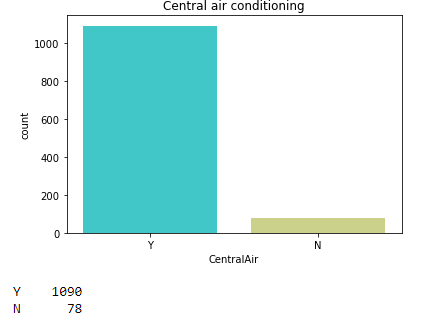 Central air conditioning
1000
800
600
400
200
0
count
Y N
CentralAir
Y 1090
N 78